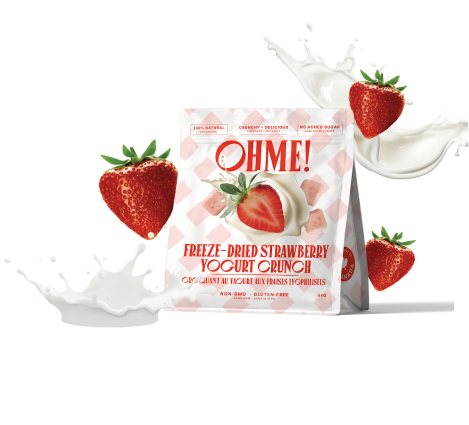 100% NATURAL
CRUNCHY • DELICIOUS
NO ADDED SUGAR
OHME!
FREEZE-DRIED STRAWBERRY
YOGURT CRUNCH
CROQUANT AU YAOURT AUX FRAISES LYOPHILISÉES
NON-GMO • GLUTEN-FREE